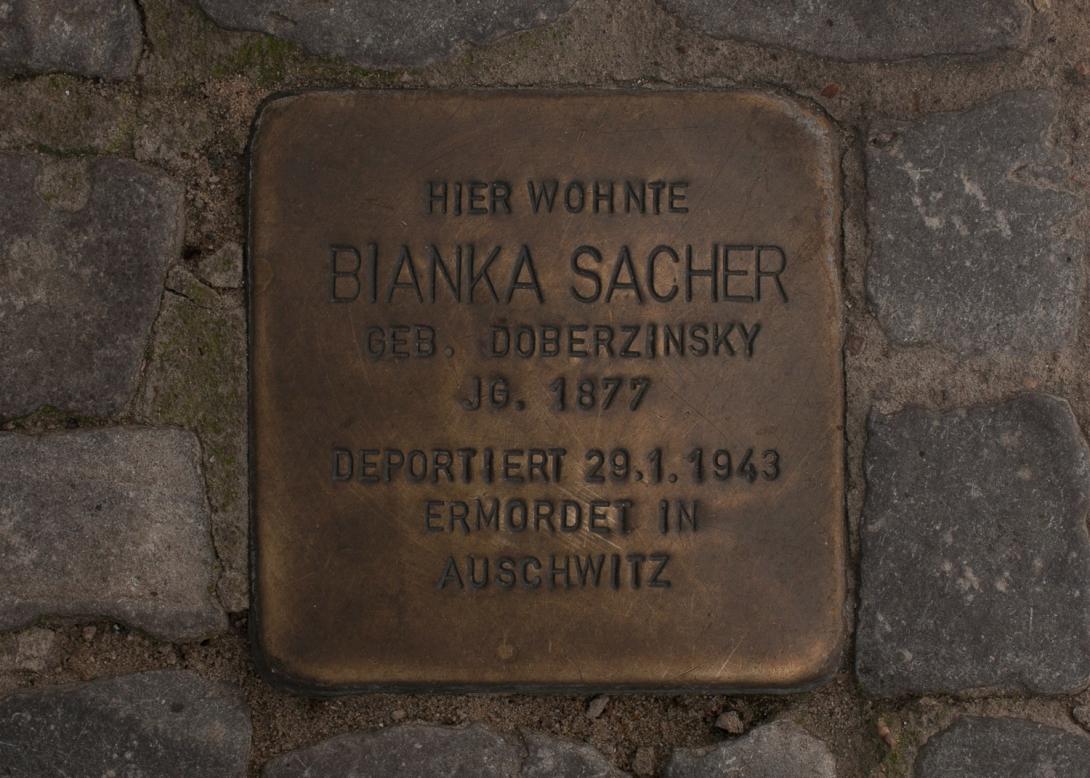 HIER WOHNTE
BIANKA SACHER
GEB. DOBERZINSKY
JG. 1877
DEPORTIERT 29.1.1943
ERMORDET IN
AUSCHWITZ